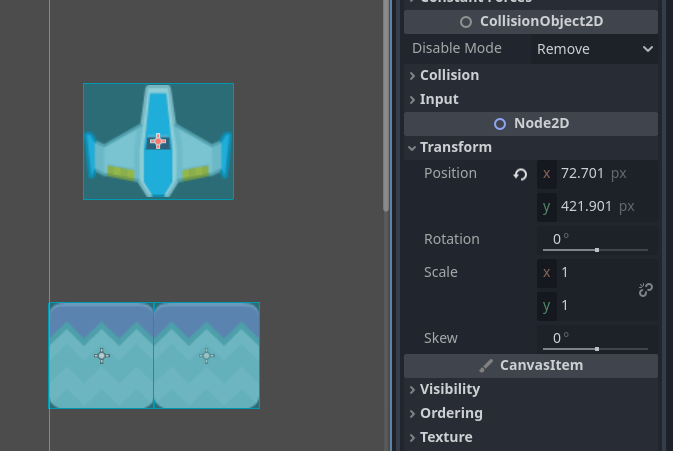 Constant Forces
CollisionObject2D
Disable Mode Remove
Collision
Input
Node2D
Transform
Position x 72.701 px
y 421.901 px
Rotation 0 °
Scale x 1
y 1
Skew 0 °
CanvasItem
Visibility
Ordering
Texture